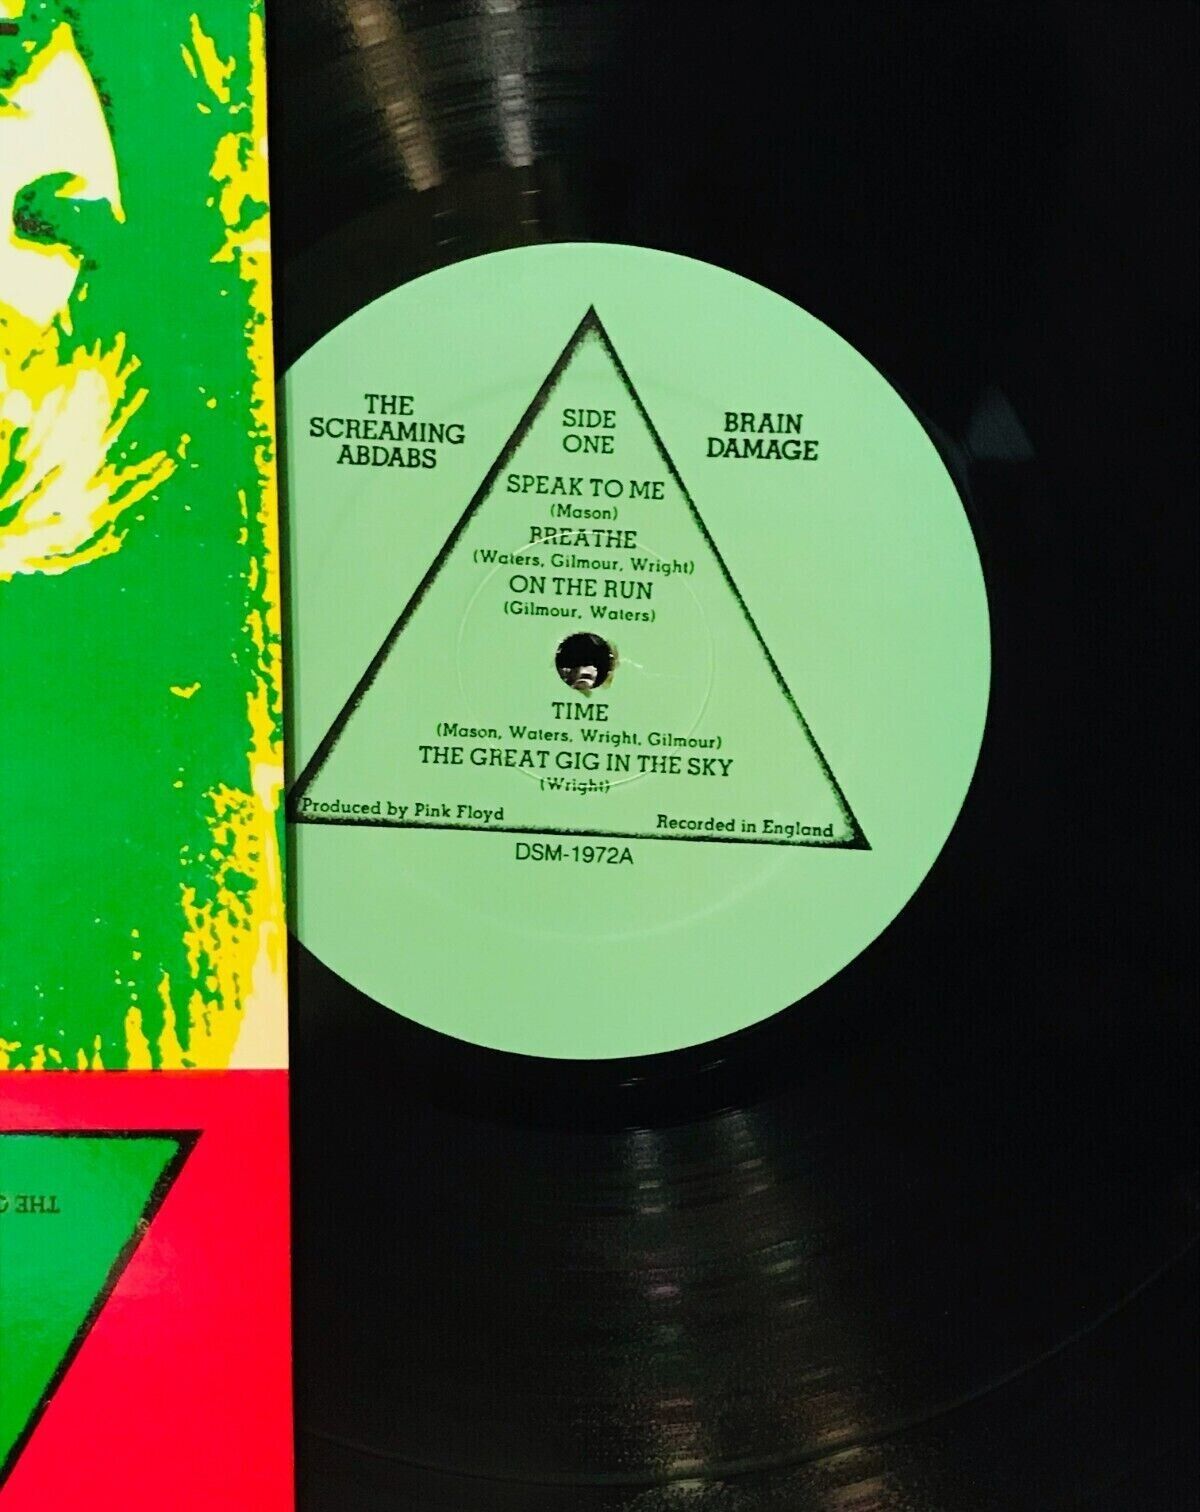 THE
SCREAMING
ABDABS
SIDE
ONE
BRAIN
DAMAGE
SPEAK TO ME
(Mason)
BREATHE
(Waters, Gilmour, Wright)
ON THE RUN
(Gilmour, Waters)
TIME
(Mason, Waters, Wright, Gilmour)
THE GREAT GIG IN THE SKY
(Wright)
Produced by Pink Floyd
Recorded in England
DSM-1972A
THE